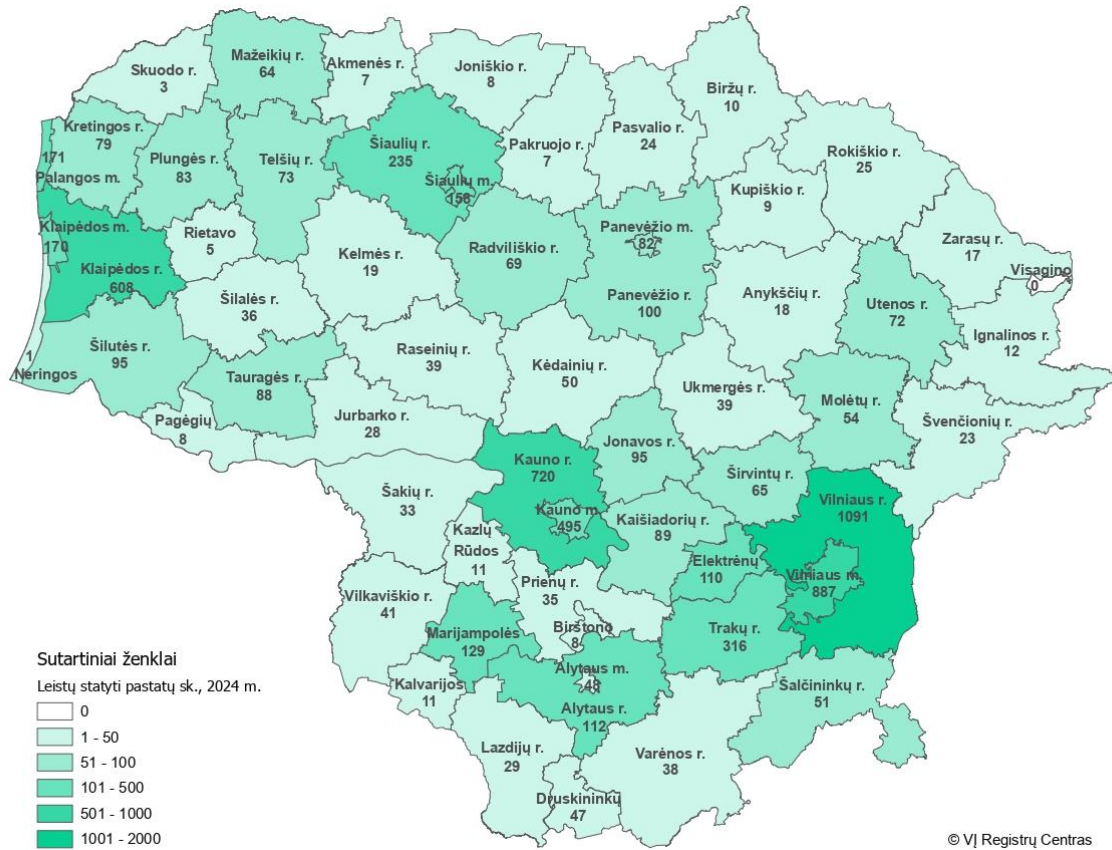 Skuodo r.
3
Mažeikių r.
64
Akmenės r.
7
Joniškio r.
8
Biržų r.
10
Kretingos r.
79
171
Palangos m.
Plungės r.
83
Telšių r.
73
Šiaulių r.
235
Šiaulių m.
158
Pakruojo r.
7
Pasvalio r.
24
Rokiškio r.
25
Kupiškio r.
9
Klaipėdos m.
170
Klaipėdos r.
608
Rietavo
5
Kelmės r.
19
Radviliškio r.
69
Panevėžio m.
82
Panevėžio r.
100
Anykščių r.
18
Zarasų r.
17
Visagino
0
Utenos r.
72
Ignalinos r.
12
Šilalės r.
36
Šilutės r.
95
1
Neringos
Tauragės r.
88
Raseinių r.
39
Kėdainių r.
50
Ukmergės r.
39
Molėtų r.
54
Švenčionių r.
23
Pagėgių
8
Jurbarko r.
28
Jonavos r.
95
Širvintų r.
65
Kauno r.
720
Kauno m.
495
Šakių r.
33
Kaišiadorių r.
89
Vilniaus r.
1091
Vilniaus m.
887
Elektrėnų
110
Kazlų
Rūdos
11
Prienų r.
35
Birštono
8
Vilkaviškio r.
41
Marijampolės
129
Trakų r.
316
Alytaus m.
48
Alytaus r.
112
Kalvarijos
11
Šalčininkų r.
51
Lazdijų r.
29
Varėnos r.
38
Druskininkų
47
Sutartiniai ženklai
Leistų statyti pastatų sk., 2024 m.
0
1 - 50
51 - 100
101 - 500
501 - 1000
1001 - 2000
© VĮ Registrų Centras